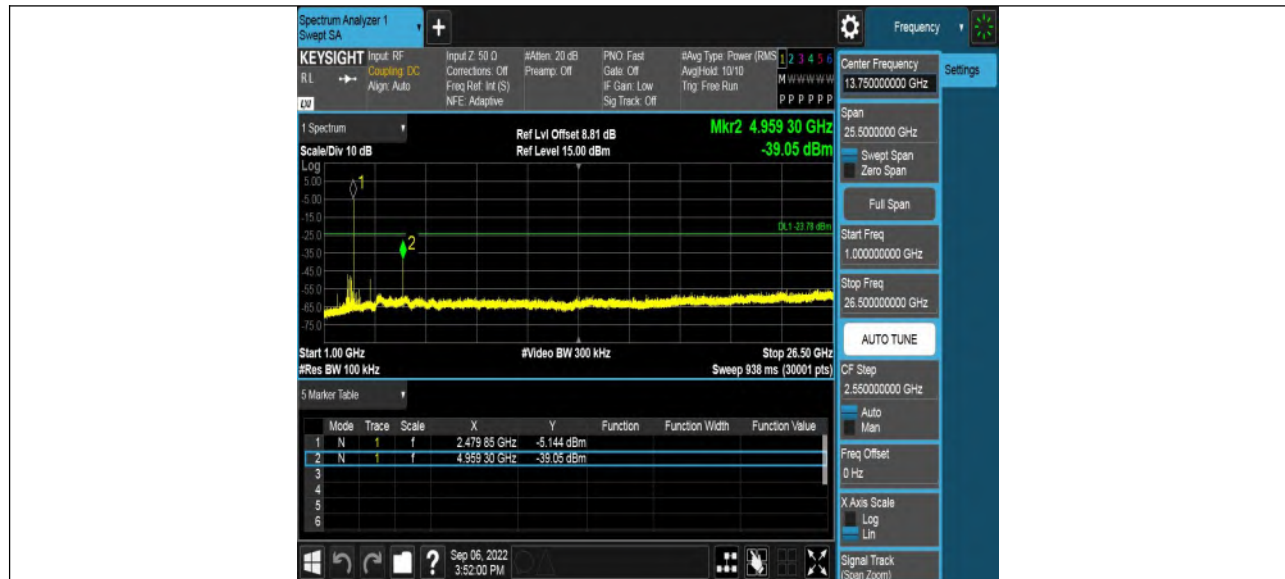 Spectrum Analyzer 1
Swept SA
+
Frequency
KEYSIGHT
RL
LXI
Input: RF
Coupling: DC
Align: Auto
Input Z: 50 Ω
Corrections: Off
Freq Ref: Int (S)
NFE: Adaptive
#Atten: 20 dB
Preamp: Off
PNO: Fast
Gate: Off
IF Gain: Low
Sig Track: Off
#Avg Type: Power (RMS
Avg|Hold: 10/10
Trig: Free Run
1 2 3 4 5 6
M W W W W W
P P P P P P
Center Frequency
13.750000000 GHz
Settings
Span
25.5000000 GHz
Swept Span
Zero Span
Full Span
Start Freq
1.000000000 GHz
Stop Freq
26.500000000 GHz
AUTO TUNE
CF Step
2.550000000 GHz
Auto
Man
Freq Offset
0 Hz
X Axis Scale
Log
Lin
Signal Track
(Span Zoom)
1 Spectrum
Scale/Div 10 dB
Ref Lvl Offset 8.81 dB
Ref Level 15.00 dBm
Mkr2 4.959 30 GHz
-39.05 dBm
Log
5.00
-5.00
-15.0
-25.0
-35.0
-45.0
-55.0
-65.0
-75.0
1
2
DL1 -23.78 dBm
Start 1.00 GHz
#Video BW 300 kHz
Stop 26.50 GHz
#Res BW 100 kHz
Sweep 938 ms (30001 pts)
5 Marker Table
Mode Trace Scale X Y Function Function Width Function Value
1 N 1 f 2.479 85 GHz -5.144 dBm
2 N 1 f 4.959 30 GHz -39.05 dBm
3
4
5
6
?
Sep 06, 2022
3:52:00 PM